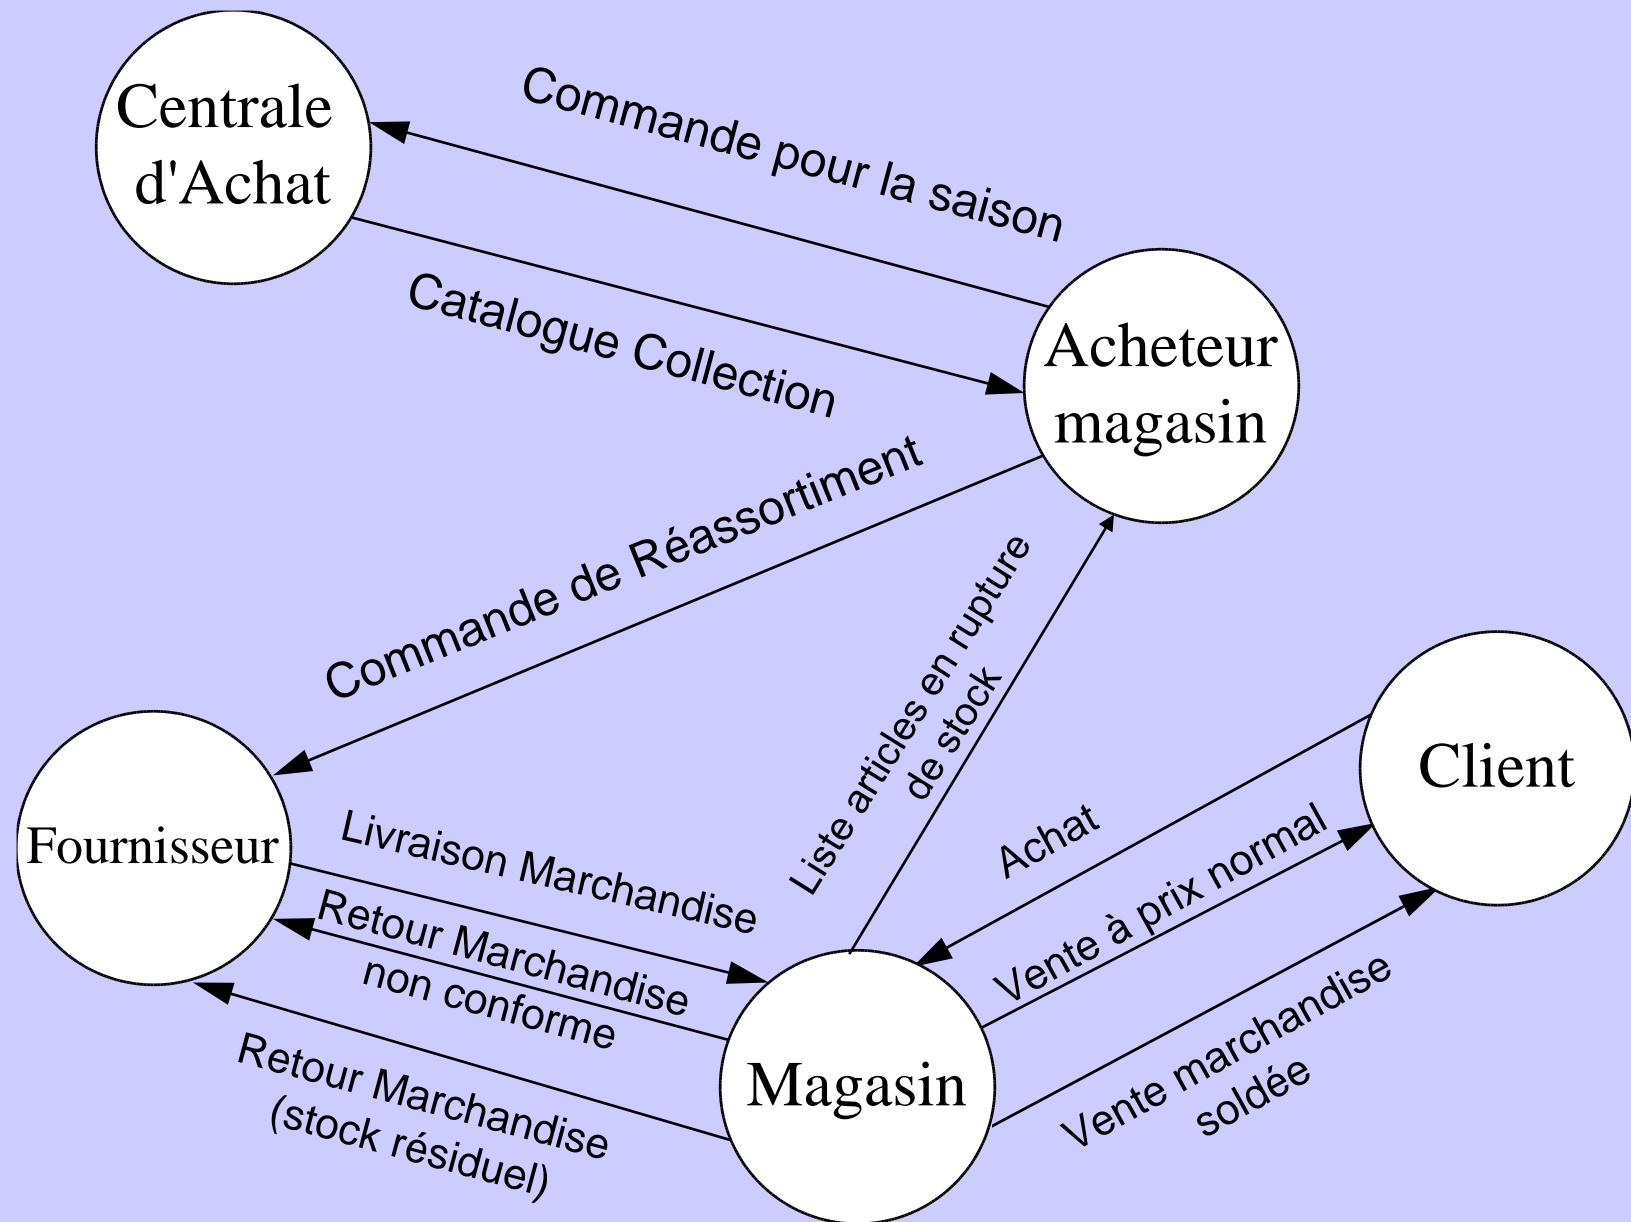 Centrale
d'Achat
Commande pour la saison
Catalogue Collection
Acheteur
magasin
Commande de Réassortiment
Liste articles en rupture
de stock
Client
Fournisseur
Livraison Marchandise
Retour Marchandise
non conforme
Retour Marchandise
(stock résiduel)
Achat
Vente à prix normal
Vente marchandise
soldée
Magasin